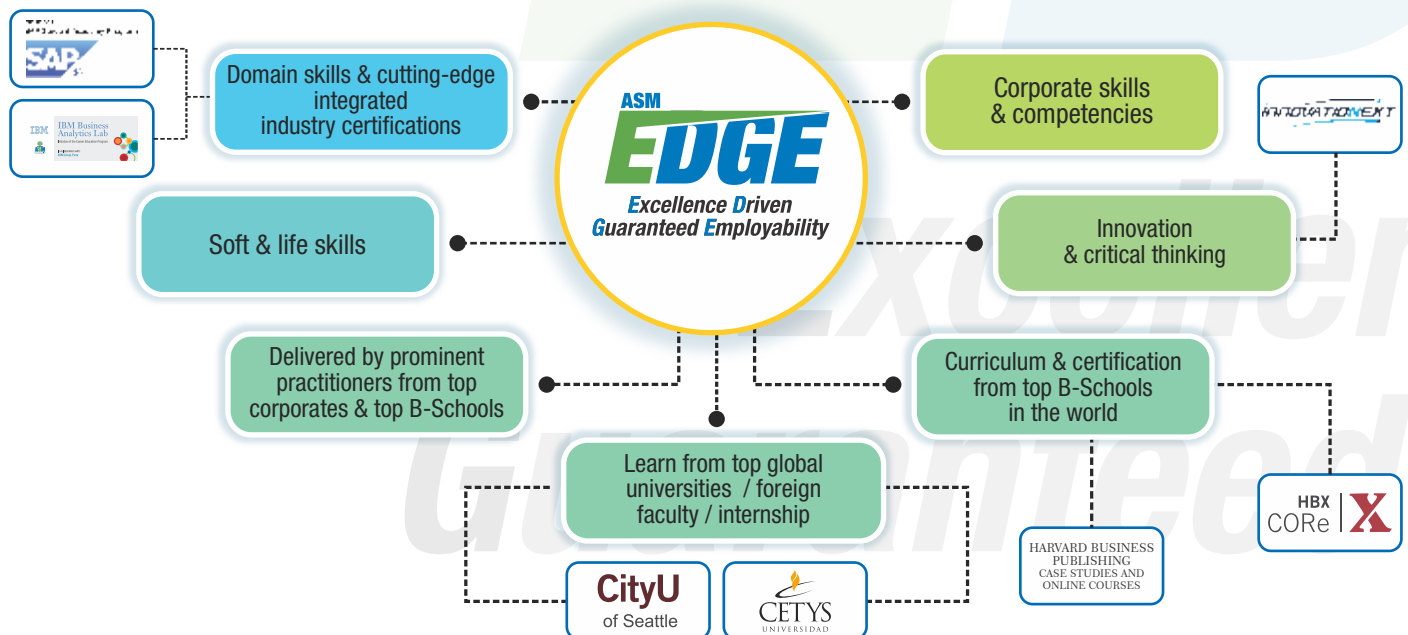 SAP
IBM
IBM Business
Analytics Lab
Domain skills & cutting-edge
integrated
industry certifications
ASM
EDGE
Excellence Driven
Guaranteed Employability
Corporate skills
& competencies
INNOVATIONEXT
Soft & life skills
Innovation
& critical thinking
Delivered by prominent
practitioners from top
corporates & top B-Schools
Curriculum & certification
from top B-Schools
in the world
Learn from top global
universities / foreign
faculty / internship
HBX
CORe
X
HARVARD BUSINESS
PUBLISHING
CASE STUDIES AND
ONLINE COURSES
CityU
of Seattle
CETYS
UNIVERSIDAD
Exceller
Guaranteed